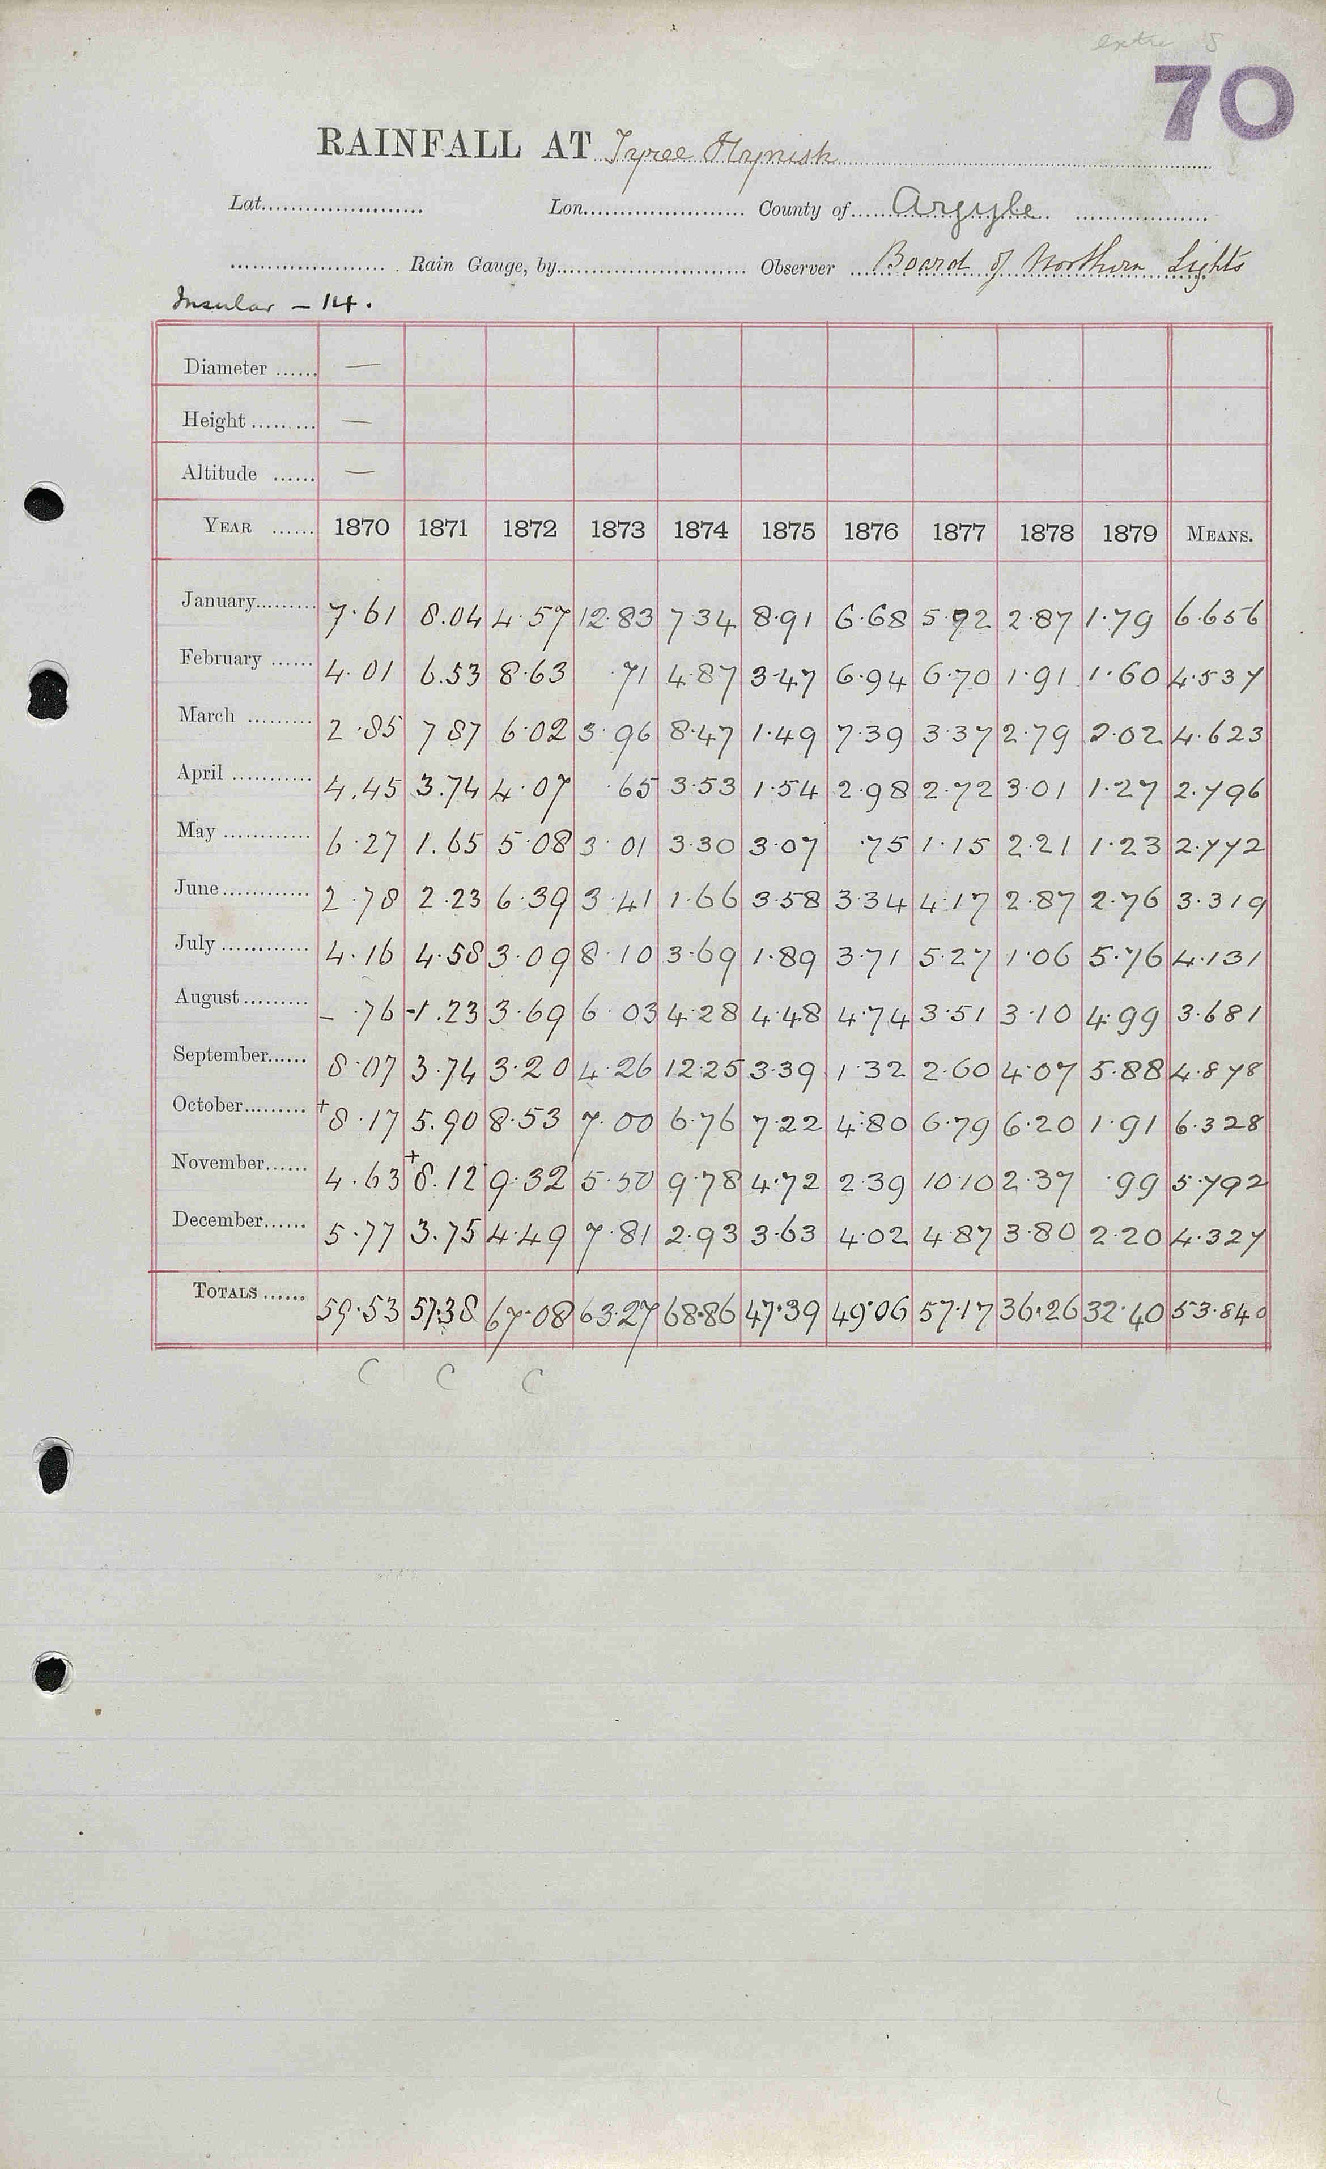 extre 8
70
RAINFALL AT Tyree Hynish
Lat. Lon. County of Argyle
Rain Gauge, by Observer Board of Northern Lights
Insular – 14.
Diameter —
Height —
Altitude —
YEAR 1870 1871 1872 1873 1874 1875 1876 1877 1878 1879 MEANS.
January 7.61 8.04 4.57 12.83 7.34 8.91 6.68 5.92 2.87 1.79 6.656
February 4.01 6.53 8.63 .71 4.87 3.47 6.94 6.70 1.91 1.60 4.537
March 2.85 7.87 6.02 3.96 8.47 1.49 7.39 3.37 2.79 2.02 4.623
April 4.45 3.74 4.07 .65 3.53 1.54 2.98 2.72 3.01 1.27 2.796
May 6.27 1.65 5.08 3.01 3.30 3.07 .75 1.15 2.21 1.23 2.772
June 2.78 2.23 6.39 3.41 1.66 3.58 3.34 4.17 2.87 2.76 3.319
July 4.16 4.58 3.09 8.10 3.69 1.89 3.71 5.27 1.06 5.76 4.131
August – .76 -1.23 3.69 6.03 4.28 4.48 4.74 3.51 3.10 4.99 3.681
September 8.07 3.74 3.20 4.26 12.25 3.39 1.32 2.60 4.07 5.88 4.878
October +8.17 5.90 8.53 7.00 6.76 7.22 4.80 6.79 6.20 1.91 6.328
November 4.63 +8.12 9.32 5.50 9.78 4.72 2.39 10.10 2.37 .99 5.792
December 5.77 3.75 4.49 7.81 2.93 3.63 4.02 4.87 3.80 2.20 4.327
TOTALS 59.53 57.38 67.08 63.27 68.86 47.39 49.06 57.17 36.26 32.40 53.840
C C C